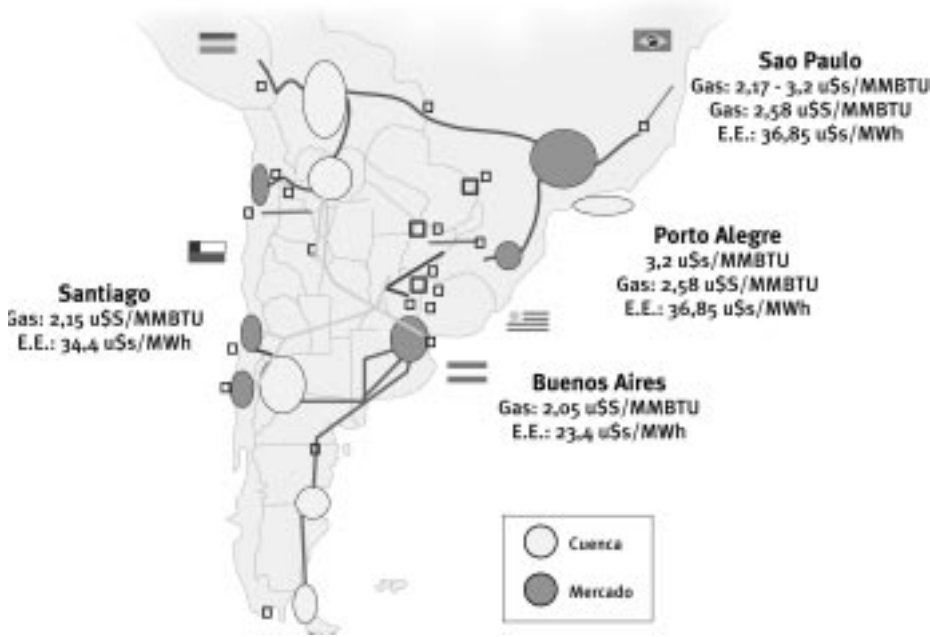 Sao Paulo
Gas: 2,17 - 3,2 u$s/MMBTU
Gas: 2,58 u$S/MMBTU
E.E.: 36,85 u$s/MWh
Porto Alegre
3,2 u$s/MMBTU
Gas: 2,58 u$S/MMBTU
E.E.: 36,85 u$s/MWh
Santiago
Gas: 2,15 u$S/MMBTU
E.E.: 34,4 u$s/MWh
Buenos Aires
Gas: 2,05 u$S/MMBTU
E.E.: 23,4 u$s/MWh
Cuenca
Mercado